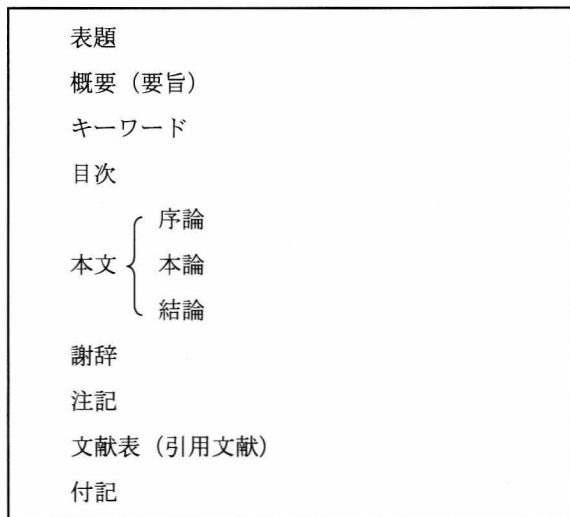 表題
概要（要旨）
キーワード
目次
序論
本文 本論
結論
謝辞
注記
文献表（引用文献）
付記